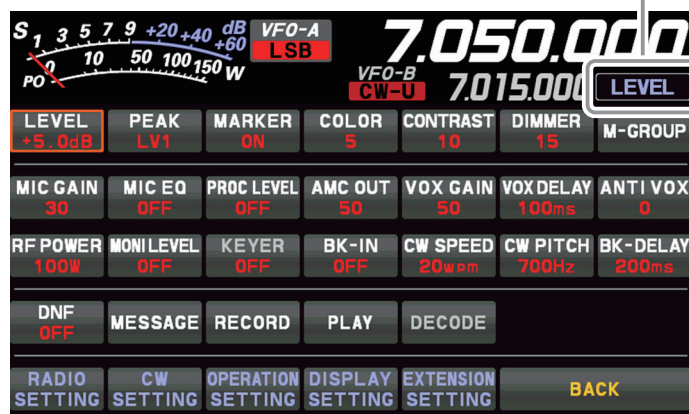 S 1 3 5 7 9 +20 +40 +60 dB
PO 0 10 50 100 150 W
VFO-A
LSB
7.050.000
VFO-B
CW-U
7.015.000
LEVEL
LEVEL PEAK MARKER COLOR CONTRAST DIMMER M-GROUP
+5.0dB LV1 ON 5 10 15
MIC GAIN MIC EQ PROC LEVEL AMC OUT VOX GAIN VOX DELAY ANTI VOX
30 OFF OFF 50 50 100ms 0
RF POWER MONI LEVEL KEYER BK-IN CW SPEED CW PITCH BK-DELAY
100W OFF OFF OFF 20wpm 700Hz 200ms
DNF MESSAGE RECORD PLAY DECODE
OFF
RADIO CW OPERATION DISPLAY EXTENSION BACK
SETTING SETTING SETTING SETTING SETTING